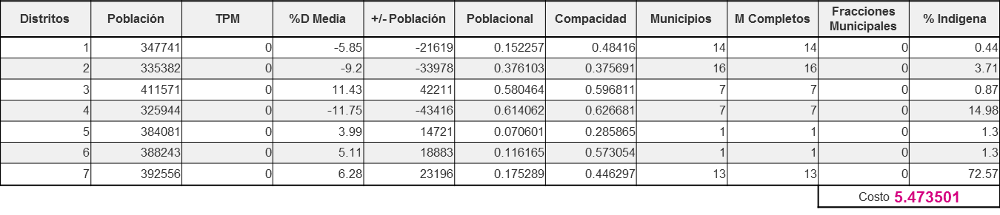 Distritos Población TPM %D Media +/- Población Poblacional Compacidad Municipios M Completos Fracciones Municipales % Indigena
1 347741 0 -5.85 -21619 0.152257 0.48416 14 14 0 0.44
2 335382 0 -9.2 -33978 0.376103 0.375691 16 16 0 3.71
3 411571 0 11.43 42211 0.580464 0.596811 7 7 0 0.87
4 325944 0 -11.75 -43416 0.614062 0.626681 7 7 0 14.98
5 384081 0 3.99 14721 0.070601 0.285865 1 1 0 1.3
6 388243 0 5.11 18883 0.116165 0.573054 1 1 0 1.3
7 392556 0 6.28 23196 0.175289 0.446297 13 13 0 72.57
Costo 5.473501